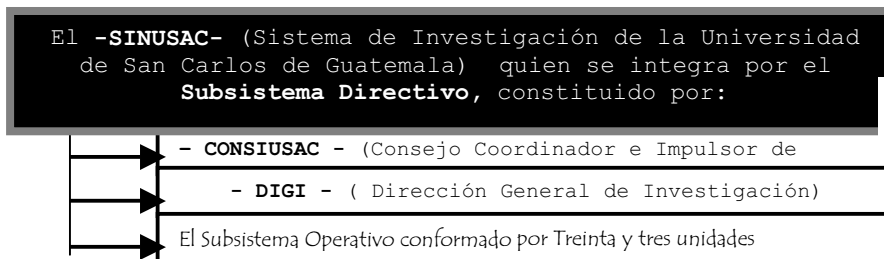 El -SINUSAC- (Sistema de Investigación de la Universidad
de San Carlos de Guatemala) quien se integra por el
Subsistema Directivo, constituido por:
- CONSIUSAC - (Consejo Coordinador e Impulsor de
- DIGI - ( Dirección General de Investigación)
El Subsistema Operativo conformado por Treinta y tres unidades